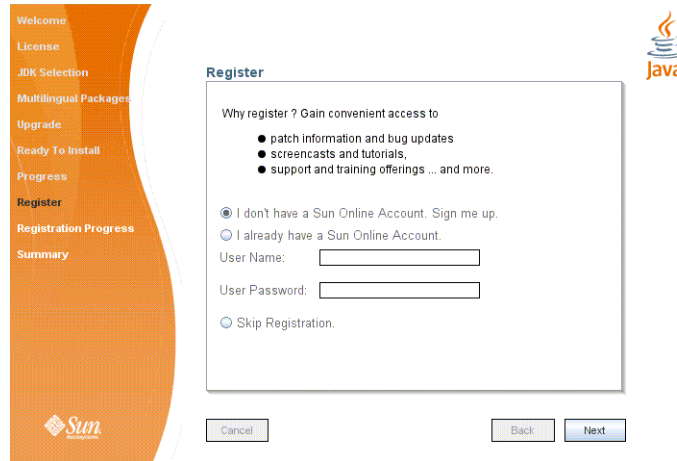 Welcome
License
JDK Selection
Multilingual Packages
Upgrade
Ready To Install
Progress
Register
Registration Progress
Summary
Sun
microsystems
Java
Register
Why register ? Gain convenient access to
● patch information and bug updates
● screencasts and tutorials,
● support and training offerings ... and more.
I don't have a Sun Online Account. Sign me up.
I already have a Sun Online Account.
User Name:
User Password:
Skip Registration.
Cancel
Back
Next